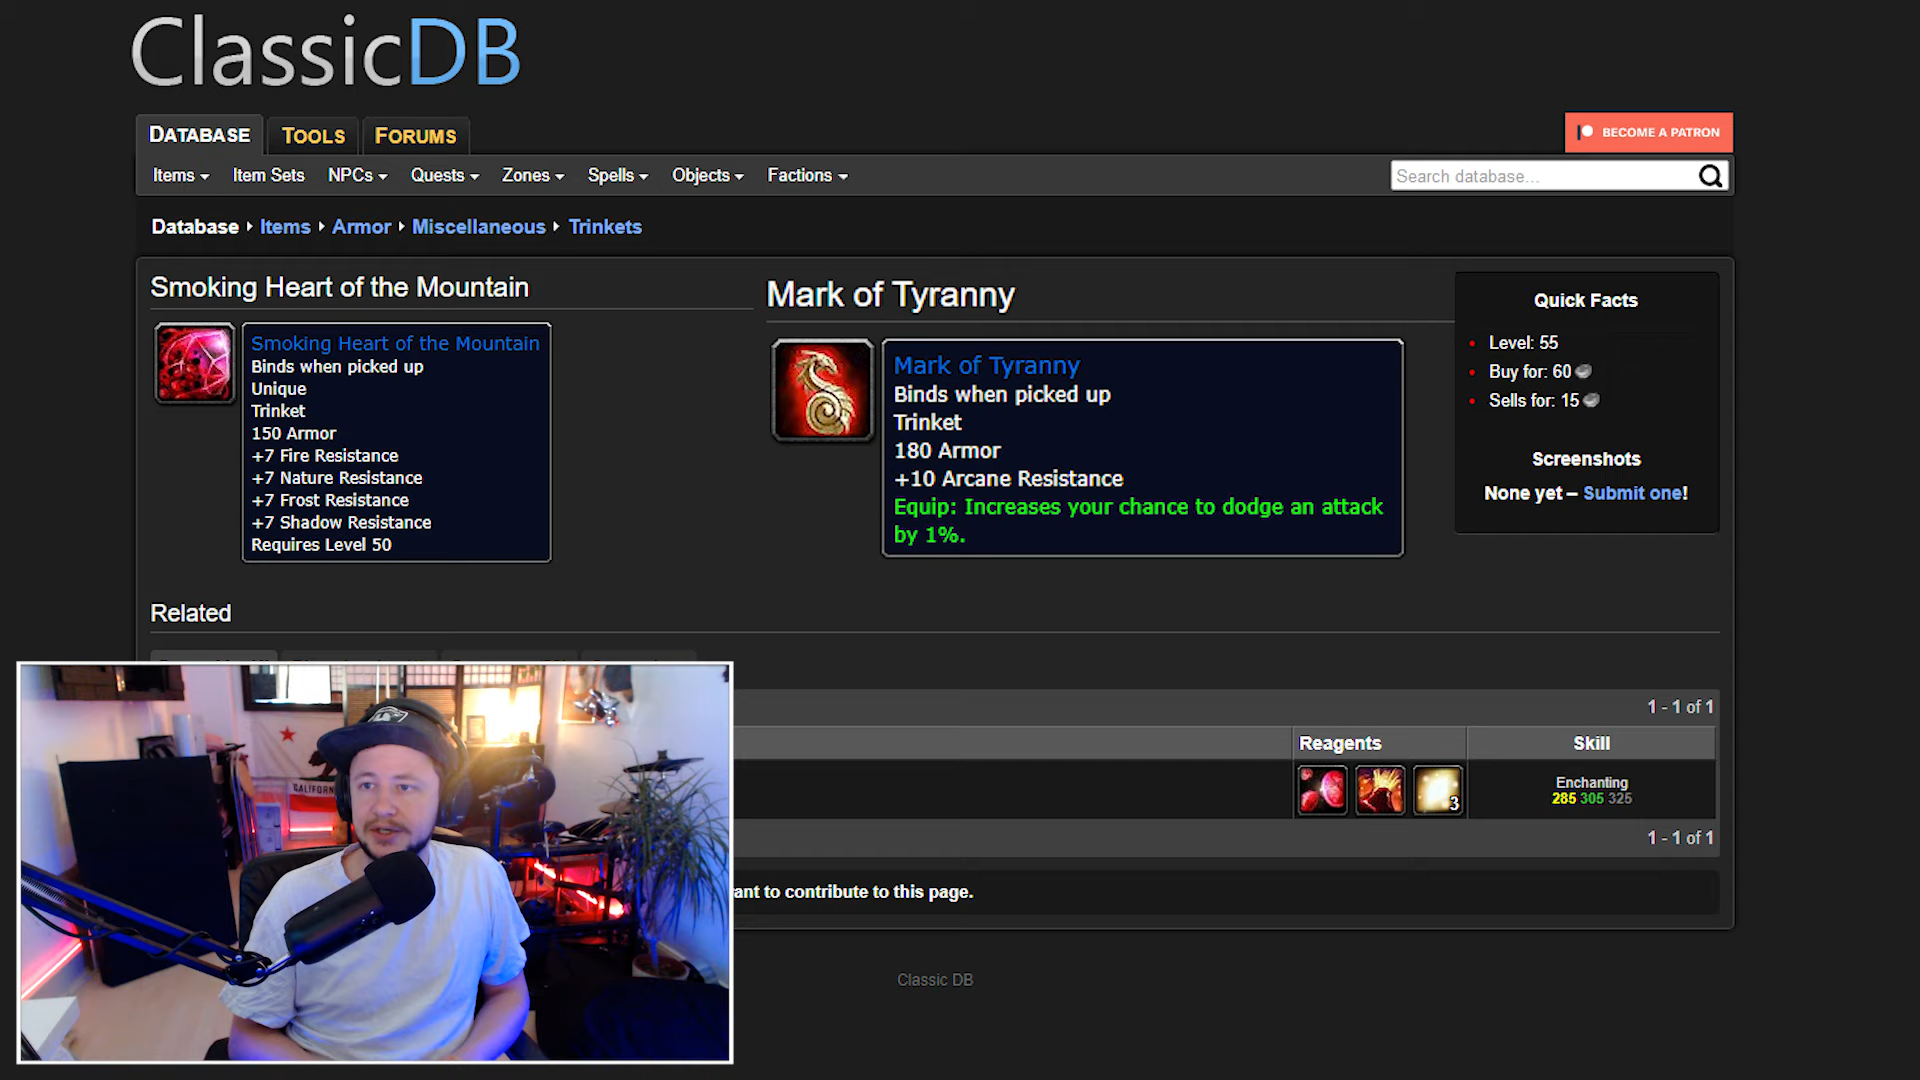 ClassicDB
DATABASE
TOOLS
FORUMS
BECOME A PATRON
Items
Item Sets
NPCs
Quests
Zones
Spells
Objects
Factions
Search database...
Database
Items
Armor
Miscellaneous
Trinkets
Smoking Heart of the Mountain
Smoking Heart of the Mountain
Binds when picked up
Unique
Trinket
150 Armor
+7 Fire Resistance
+7 Nature Resistance
+7 Frost Resistance
+7 Shadow Resistance
Requires Level 50
Mark of Tyranny
Mark of Tyranny
Binds when picked up
Trinket
180 Armor
+10 Arcane Resistance
Equip: Increases your chance to dodge an attack
by 1%.
Quick Facts
Level: 55
Buy for: 60
Sells for: 15
Screenshots
None yet – Submit one!
Related
1 - 1 of 1
Reagents
Skill
3
Enchanting
285 305 325
1 - 1 of 1
to contribute to this page.
Classic DB